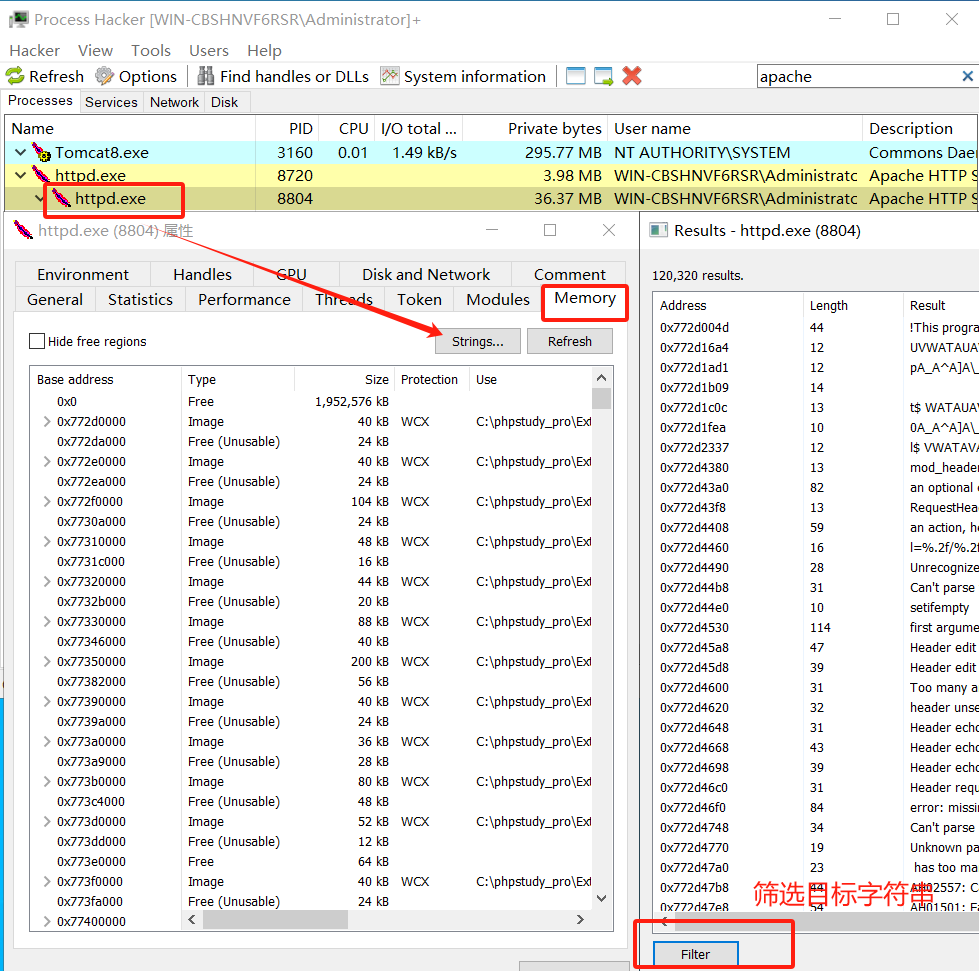 Process Hacker [WIN-CBSHNVF6RSR\Administrator]+
Hacker View Tools Users Help
Refresh Options Find handles or DLLs System information apache
Processes Services Network Disk
Name PID CPU I/O total ... Private bytes User name Description
Tomcat8.exe 3160 0.01 1.49 kB/s 295.77 MB NT AUTHORITY\SYSTEM Commons Daer
httpd.exe 8720 3.98 MB WIN-CBSHNVF6RSR\Administratc Apache HTTP S
httpd.exe 8804 36.37 MB WIN-CBSHNVF6RSR\Administratc Apache HTTP S
httpd.exe (8804) 属性
Environment Handles GPU Disk and Network Comment
General Statistics Performance Threads Token Modules Memory
Hide free regions Strings... Refresh
Base address Type Size Protection Use
0x0 Free 1,952,576 kB
0x772d0000 Image 40 kB WCX C:\phpstudy_pro\Ext
0x772da000 Free (Unusable) 24 kB
0x772e0000 Image 40 kB WCX C:\phpstudy_pro\Ext
0x772ea000 Free (Unusable) 24 kB
0x772f0000 Image 104 kB WCX C:\phpstudy_pro\Ext
0x7730a000 Free (Unusable) 24 kB
0x77310000 Image 48 kB WCX C:\phpstudy_pro\Ext
0x7731c000 Free (Unusable) 16 kB
0x77320000 Image 44 kB WCX C:\phpstudy_pro\Ext
0x7732b000 Free (Unusable) 20 kB
0x77330000 Image 88 kB WCX C:\phpstudy_pro\Ext
0x77346000 Free (Unusable) 40 kB
0x77350000 Image 200 kB WCX C:\phpstudy_pro\Ext
0x77382000 Free (Unusable) 56 kB
0x77390000 Image 40 kB WCX C:\phpstudy_pro\Ext
0x7739a000 Free (Unusable) 24 kB
0x773a0000 Image 36 kB WCX C:\phpstudy_pro\Ext
0x773a9000 Free (Unusable) 28 kB
0x773b0000 Image 80 kB WCX C:\phpstudy_pro\Ext
0x773c4000 Free (Unusable) 48 kB
0x773d0000 Image 52 kB WCX C:\phpstudy_pro\Ext
0x773dd000 Free (Unusable) 12 kB
0x773e0000 Free 64 kB
0x773f0000 Image 40 kB WCX C:\phpstudy_pro\Ext
0x773fa000 Free (Unusable) 24 kB
0x77400000
Results - httpd.exe (8804)
120,320 results.
Address Length Result
0x772d004d 44 !This progra
0x772d16a4 12 UVWATAUA
0x772d1ad1 12 pA_A^A]A\_
0x772d1b09 14
0x772d1c0c 13 t$ WATAUAV
0x772d1fea 10 0A_A^A]A\_
0x772d2337 12 l$ VWATAVA
0x772d4380 13 mod_heade
0x772d43a0 82 an optional
0x772d43f8 13 RequestHea
0x772d4408 59 an action, h
0x772d4460 16 l=%.2f/%.2f
0x772d4490 28 Unrecognize
0x772d44b8 31 Can't parse
0x772d44e0 10 setifempty
0x772d4530 114 first argume
0x772d45a8 47 Header edit
0x772d45d8 39 Header edit
0x772d4600 31 Too many a
0x772d4620 32 header unse
0x772d4648 31 Header echo
0x772d4668 43 Header echo
0x772d4698 39 Header echo
0x772d46c0 31 Header requ
0x772d46f0 84 error: missi
0x772d4748 34 Can't parse
0x772d4770 19 Unknown pa
0x772d47a0 23 has too ma
0x772d47b8 44 AH02557: Ca
0x772d47e8 54 AH01501: Fa
筛选目标字符串
Filter